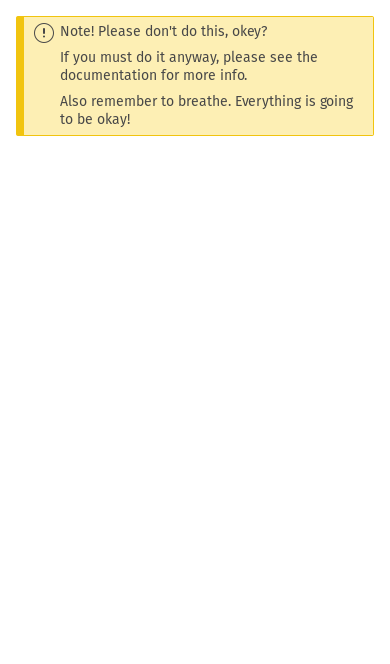 Note! Please don't do this, okey?
If you must do it anyway, please see the
documentation for more info.
Also remember to breathe. Everything is going
to be okay!